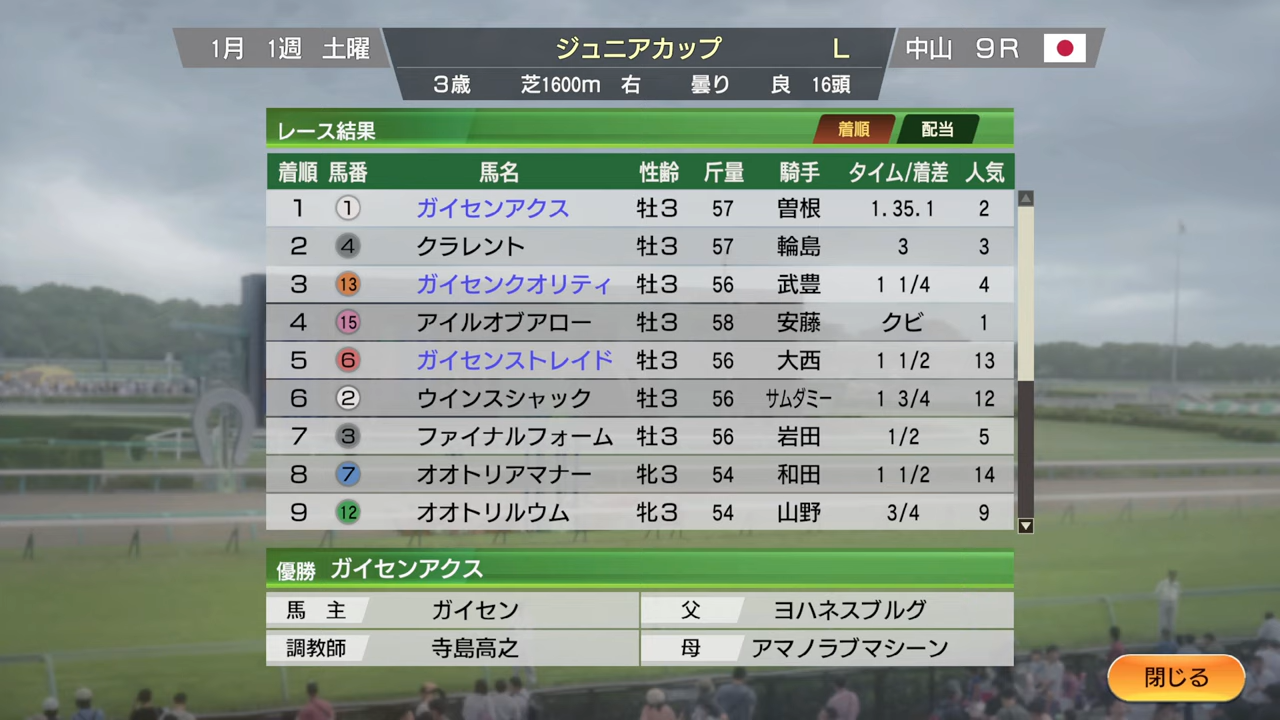 1月 1週 土曜 ジュニアカップ L 中山 9R
3歳 芝1600m 右 曇り 良 16頭
レース結果 着順 配当
着順 馬番 馬名 性齢 斤量 騎手 タイム/着差 人気
1 1 ガイセンアクス 牡3 57 曽根 1.35.1 2
2 4 クラレント 牡3 57 輪島 3 3
3 13 ガイセンクオリティ 牡3 56 武豊 1 1/4 4
4 15 アイルオブアロー 牡3 58 安藤 クビ 1
5 6 ガイセンストレイド 牡3 56 大西 1 1/2 13
6 2 ウインスシャック 牡3 56 サムダミー 1 3/4 12
7 3 ファイナルフォーム 牡3 56 岩田 1/2 5
8 7 オオトリアマナー 牝3 54 和田 1 1/2 14
9 12 オオトリルウム 牝3 54 山野 3/4 9
優勝 ガイセンアクス
馬主 ガイセン 父 ヨハネスブルグ
調教師 寺島高之 母 アマノラブマシーン
閉じる